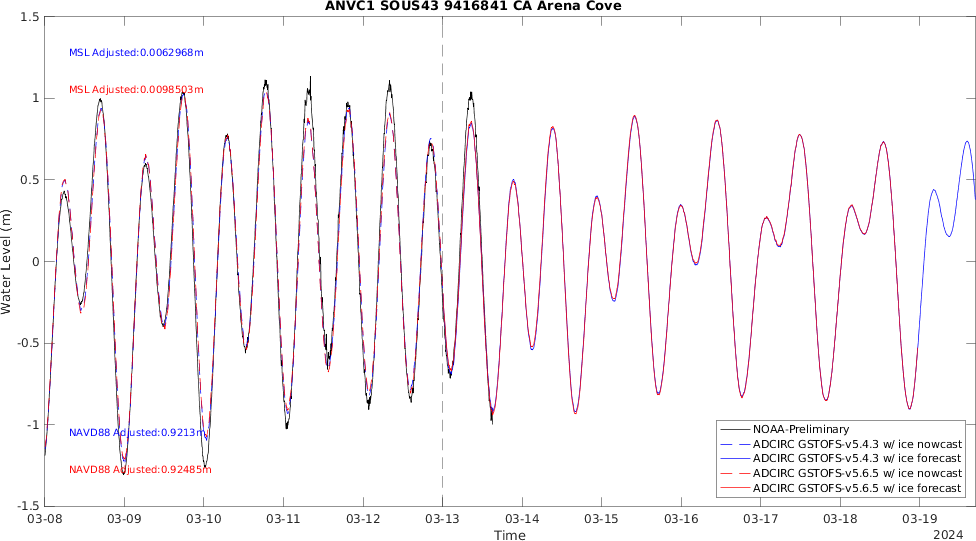 ANVC1 SOUS43 9416841 CA Arena Cove
1.5
MSL Adjusted:0.0062968m
MSL Adjusted:0.0098503m
1
0.5
0
-0.5
-1
-1.5
Water Level (m)
NAVD88 Adjusted:0.9213m
NAVD88 Adjusted:0.92485m
NOAA-Preliminary
ADCIRC GSTOFS-v5.4.3 w/ ice nowcast
ADCIRC GSTOFS-v5.4.3 w/ ice forecast
ADCIRC GSTOFS-v5.6.5 w/ ice nowcast
ADCIRC GSTOFS-v5.6.5 w/ ice forecast
03-08 03-09 03-10 03-11 03-12 03-13 03-14 03-15 03-16 03-17 03-18 03-19
Time
2024